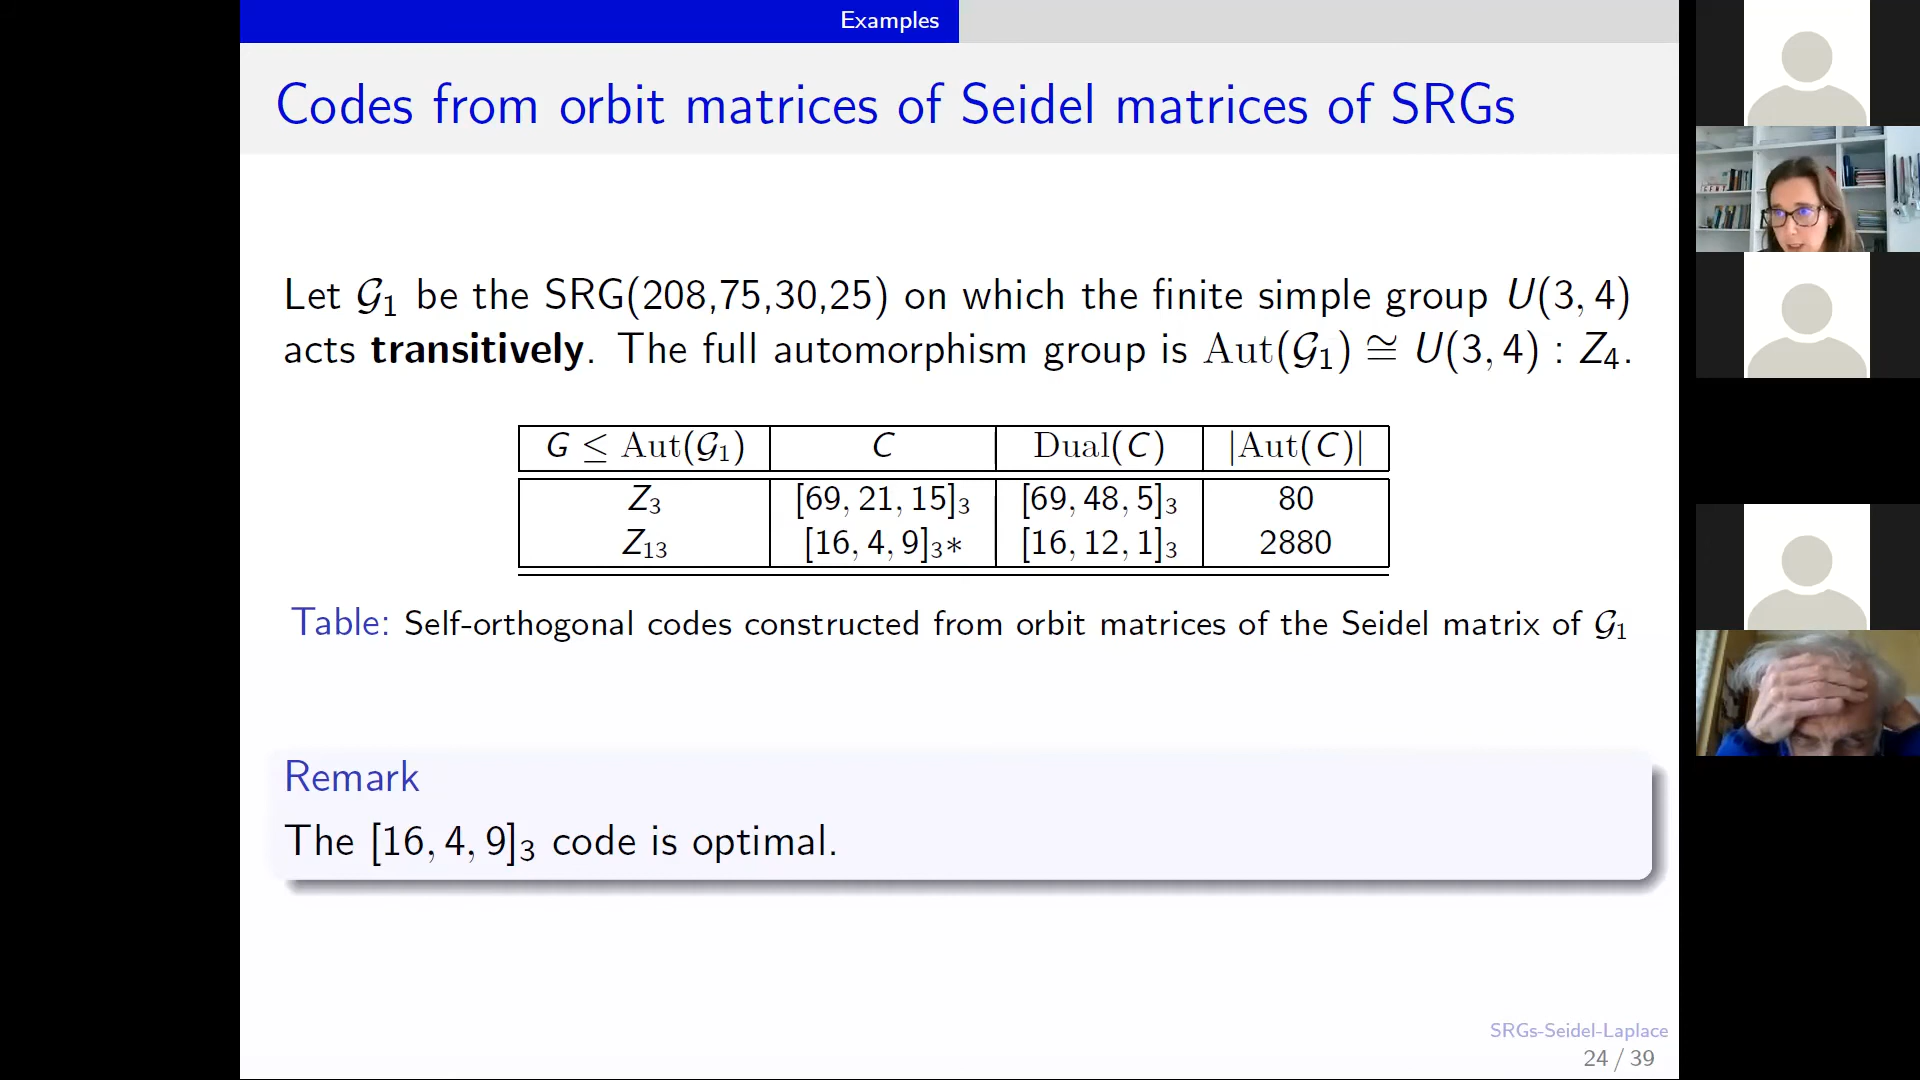 Examples
Codes from orbit matrices of Seidel matrices of SRGs
Let 𝒢₁ be the SRG(208,75,30,25) on which the finite simple group U(3, 4)
acts transitively. The full automorphism group is Aut(𝒢₁) ≅ U(3, 4) : Z₄.
G ≤ Aut(𝒢₁) C Dual(C) |Aut(C)|
Z₃ [69, 21, 15]₃ [69, 48, 5]₃ 80
Z₁₃ [16, 4, 9]₃* [16, 12, 1]₃ 2880
Table: Self-orthogonal codes constructed from orbit matrices of the Seidel matrix of 𝒢₁
Remark
The [16, 4, 9]₃ code is optimal.
SRGs-Seidel-Laplace
24 / 39